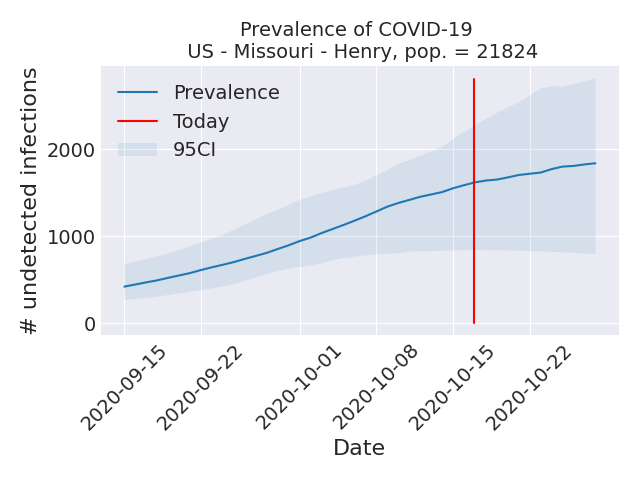 Prevalence of COVID-19
US - Missouri - Henry, pop. = 21824
# undetected infections
2000
1000
0
Prevalence
Today
95CI
2020-09-15
2020-09-22
2020-10-01
2020-10-08
2020-10-15
2020-10-22
Date